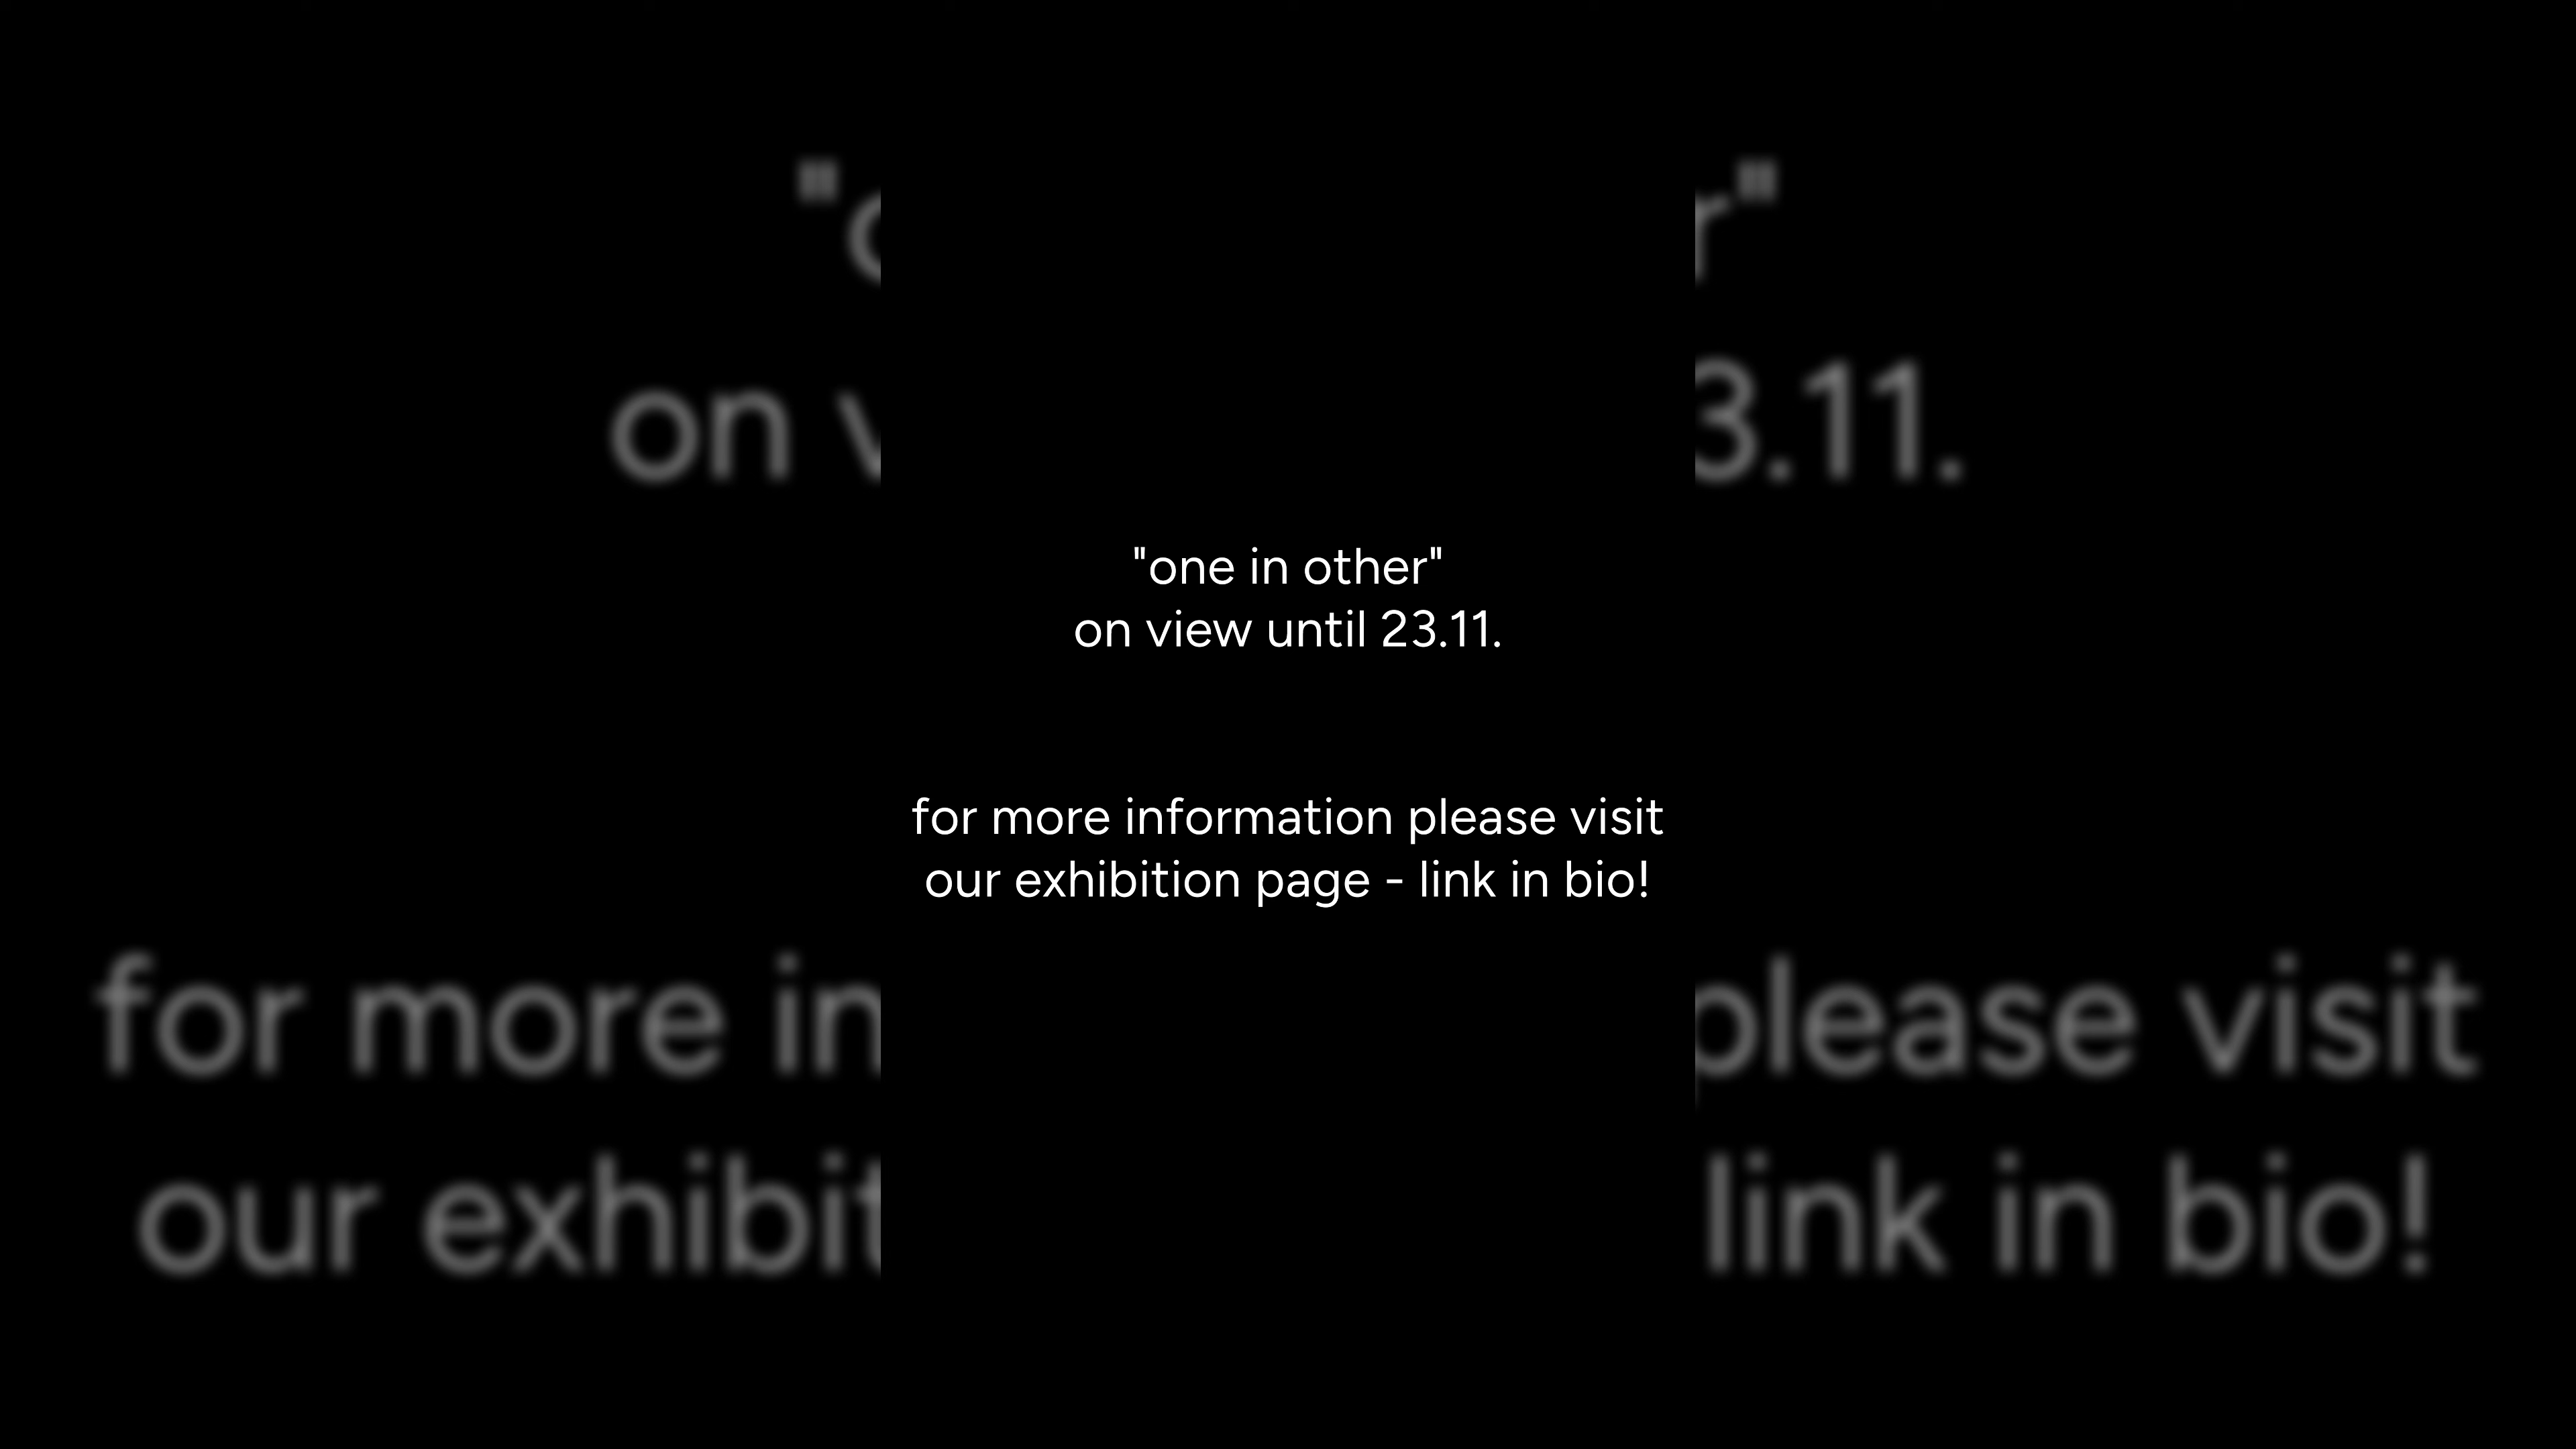 "one in other"
on view until 23.11.
for more information please visit
our exhibition page - link in bio!